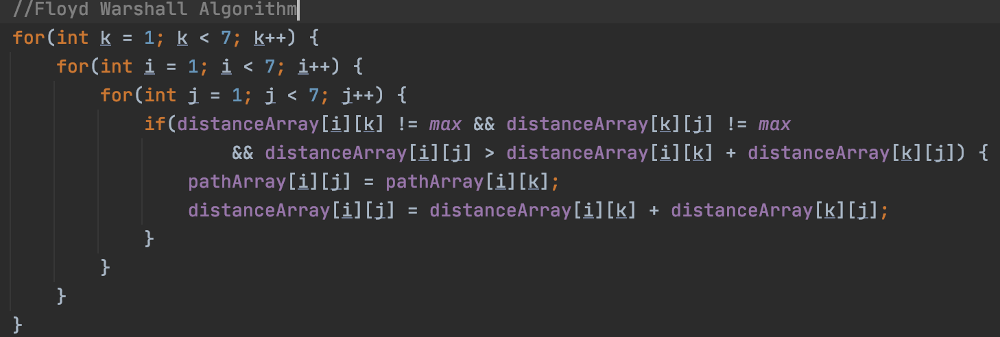 //Floyd Warshall Algorithm
for(int k = 1; k < 7; k++) {
    for(int i = 1; i < 7; i++) {
        for(int j = 1; j < 7; j++) {
            if(distanceArray[i][k] != max && distanceArray[k][j] != max
                    && distanceArray[i][j] > distanceArray[i][k] + distanceArray[k][j]) {
                pathArray[i][j] = pathArray[i][k];
                distanceArray[i][j] = distanceArray[i][k] + distanceArray[k][j];
            }
        }
    }
}